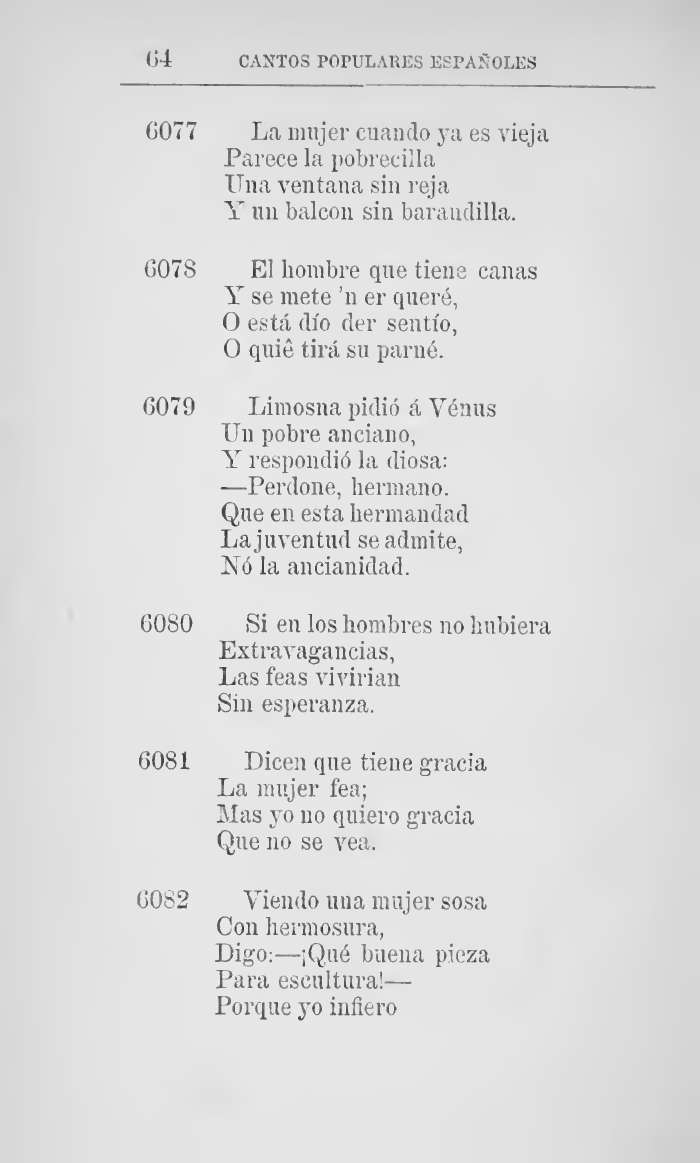 64 CANTOS POPULARES ESPAÑOLES
6077 La mujer cuando ya es vieja
Parece la pobrecilla
Una ventana sin reja
Y un balcon sin barandilla.
6078 El hombre que tiene canas
Y se mete 'n er queré,
O está dío der sentío,
O quiê tirá su parné.
6079 Limosna pidió á Vénus
Un pobre anciano,
Y respondió la diosa:
—Perdone, hermano.
Que en esta hermandad
La juventud se admite,
Nó la ancianidad.
6080 Si en los hombres no hubiera
Extravagancias,
Las feas vivirian
Sin esperanza.
6081 Dicen que tiene gracia
La mujer fea;
Mas yo no quiero gracia
Que no se vea.
6082 Viendo una mujer sosa
Con hermosura,
Digo:—¡Qué buena pieza
Para escultura!—
Porque yo infiero